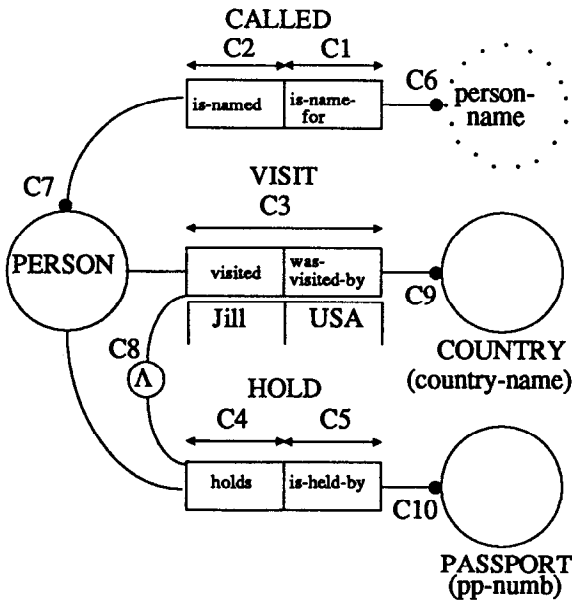 CALLED
C2 C1
is-named
is-name-
for
C6
person-
name
C7
VISIT
C3
PERSON
visited
was-
visited-by
C9
Jill USA
COUNTRY
(country-name)
C8
Λ
HOLD
C4 C5
holds
is-held-by
C10
PASSPORT
(pp-numb)